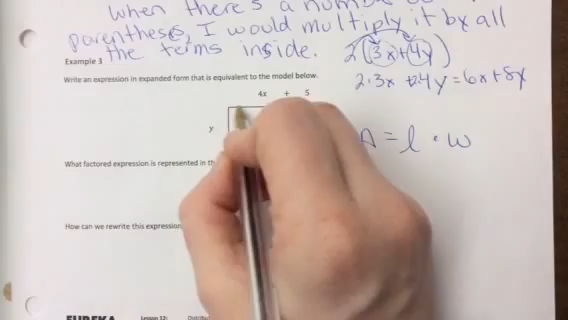 When there's a number
parentheses, I would multiply it by all
the terms inside.
2(3x+4y)
Example 3
Write an expression in expanded form that is equivalent to the model below.
2·3x+2·4y=6x+8y
4x + 5
y
A = l · w
What factored expression is represented in
How can we rewrite this expression
EUREKA
Lesson 12: